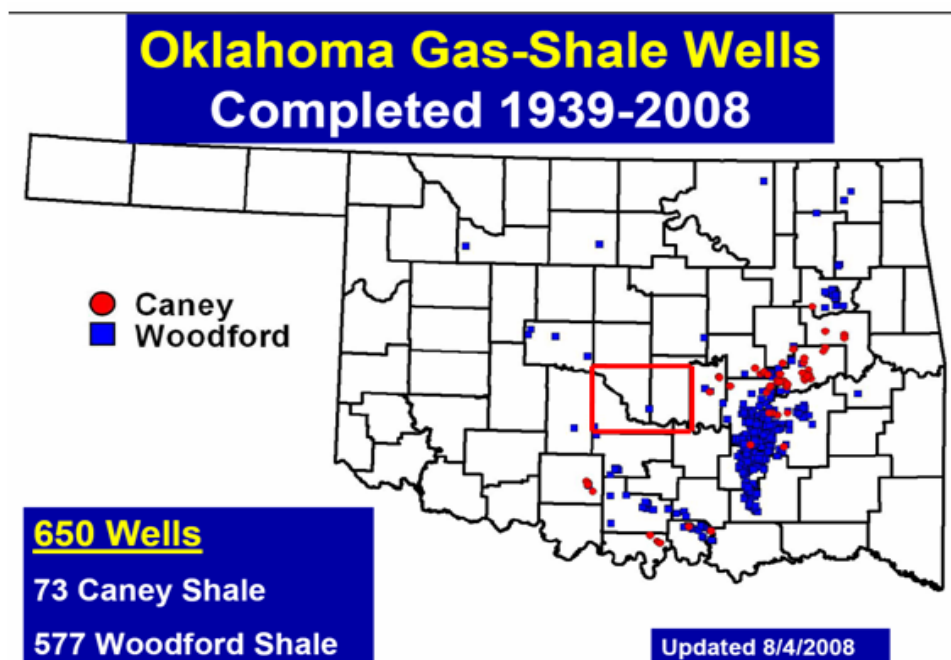 Oklahoma Gas-Shale Wells
Completed 1939-2008
Caney
Woodford
650 Wells
73 Caney Shale
577 Woodford Shale
Updated 8/4/2008